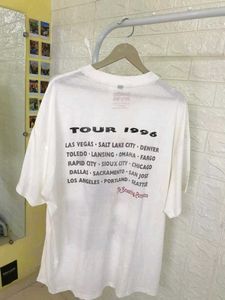 TOUR 1996
LAS VEGAS · SALT LAKE CITY · DENVER
TOLEDO · LANSING · OMAHA · FARGO
RAPID CITY · SIOUX CITY · CHICAGO
DALLAS · SACRAMENTO · SAN JOSE
LOS ANGELES · PORTLAND · SEATTLE